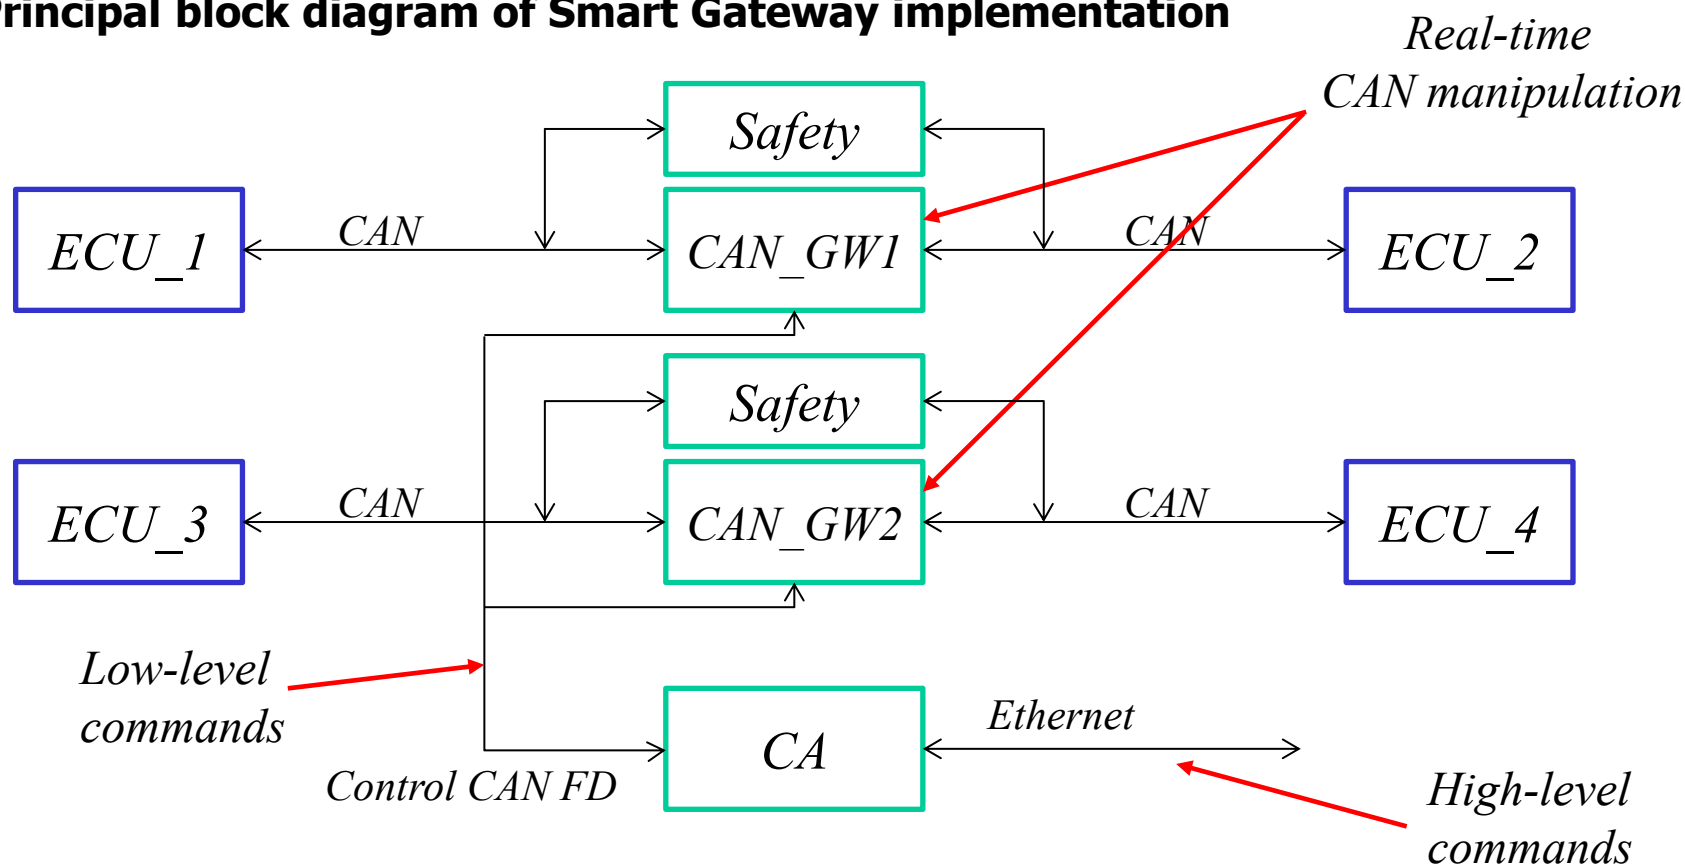 Principal block diagram of Smart Gateway implementation
Real-time
CAN manipulation
Safety
ECU_1
CAN
CAN_GW1
CAN
ECU_2
Safety
ECU_3
CAN
CAN_GW2
CAN
ECU_4
Low-level
commands
Control CAN FD
CA
Ethernet
High-level
commands